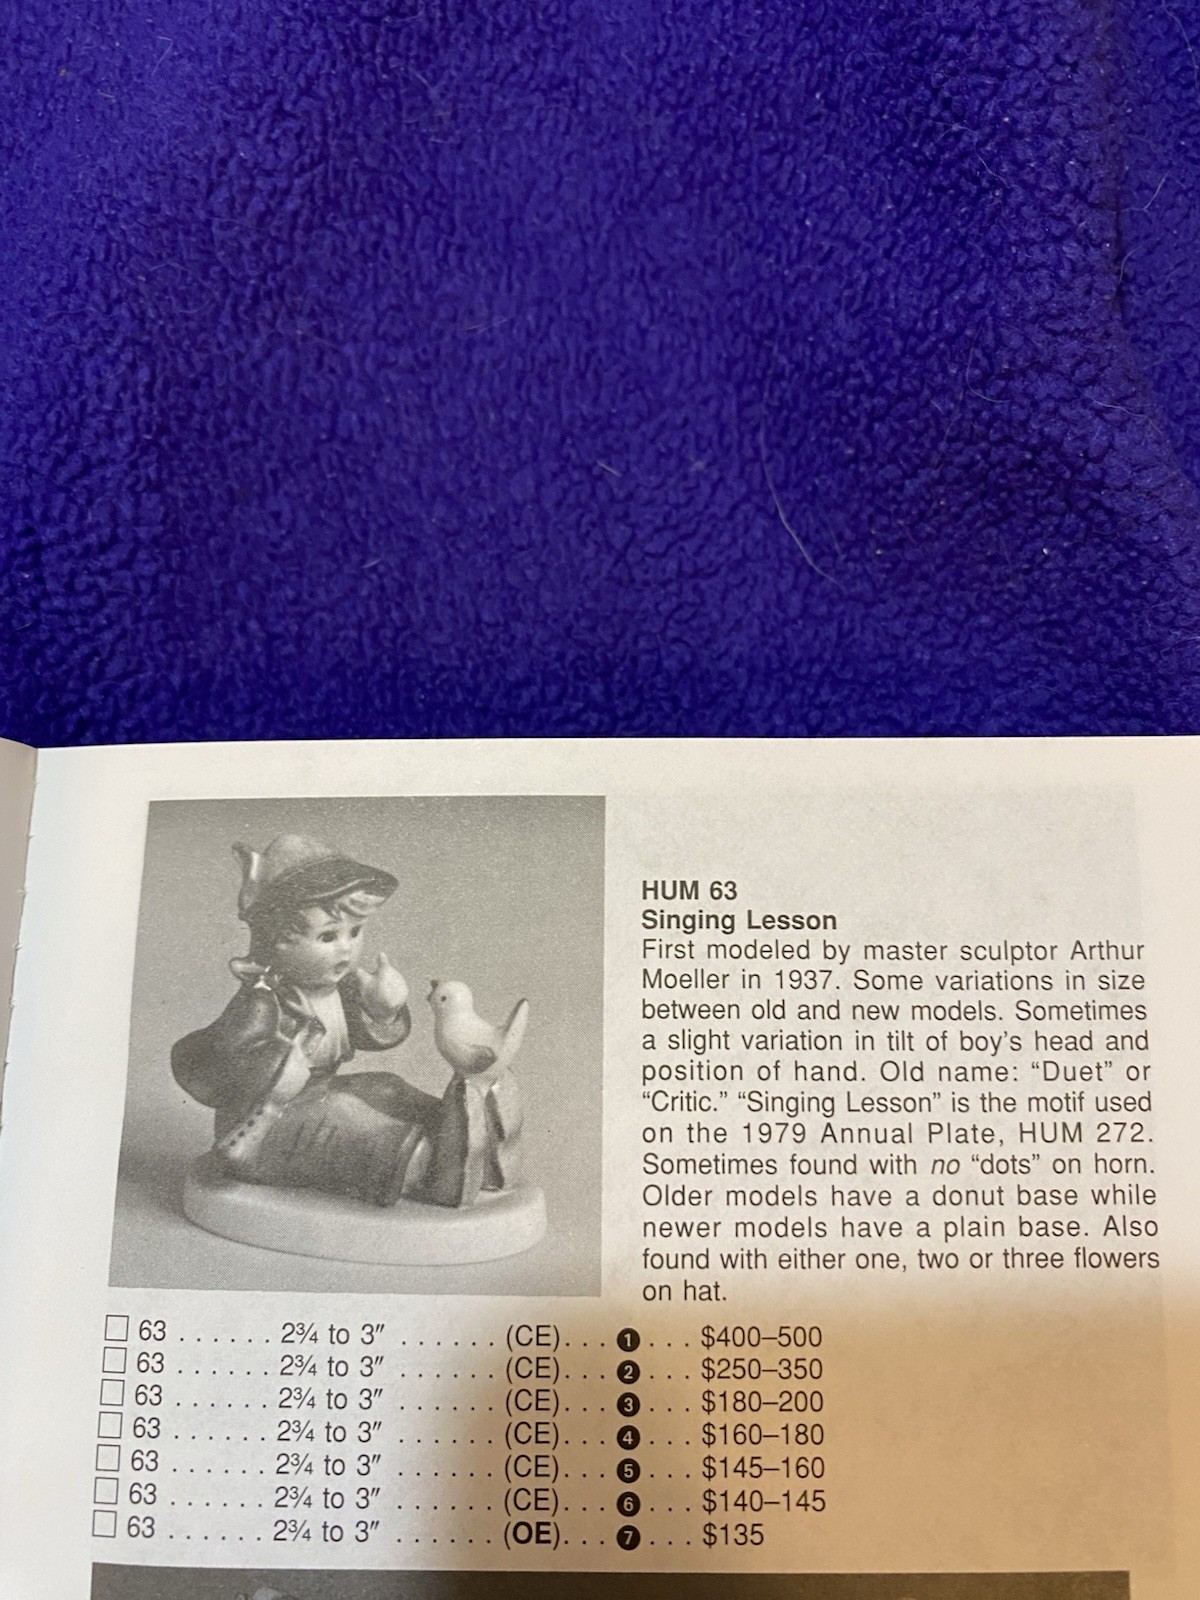 HUM 63
Singing Lesson
First modeled by master sculptor Arthur
Moeller in 1937. Some variations in size
between old and new models. Sometimes
a slight variation in tilt of boy's head and
position of hand. Old name: “Duet” or
“Critic.” “Singing Lesson” is the motif used
on the 1979 Annual Plate, HUM 272.
Sometimes found with no “dots” on horn.
Older models have a donut base while
newer models have a plain base. Also
found with either one, two or three flowers
on hat.
☐ 63 ...... 2¾ to 3″ ...... (CE)... ❶ ... $400–500
☐ 63 ...... 2¾ to 3″ ...... (CE)... ❷ ... $250–350
☐ 63 ...... 2¾ to 3″ ...... (CE)... ❸ ... $180–200
☐ 63 ...... 2¾ to 3″ ...... (CE)... ❹ ... $160–180
☐ 63 ...... 2¾ to 3″ ...... (CE)... ❺ ... $145–160
☐ 63 ...... 2¾ to 3″ ...... (CE)... ❻ ... $140–145
☐ 63 ...... 2¾ to 3″ ...... (OE)... ❼ ... $135